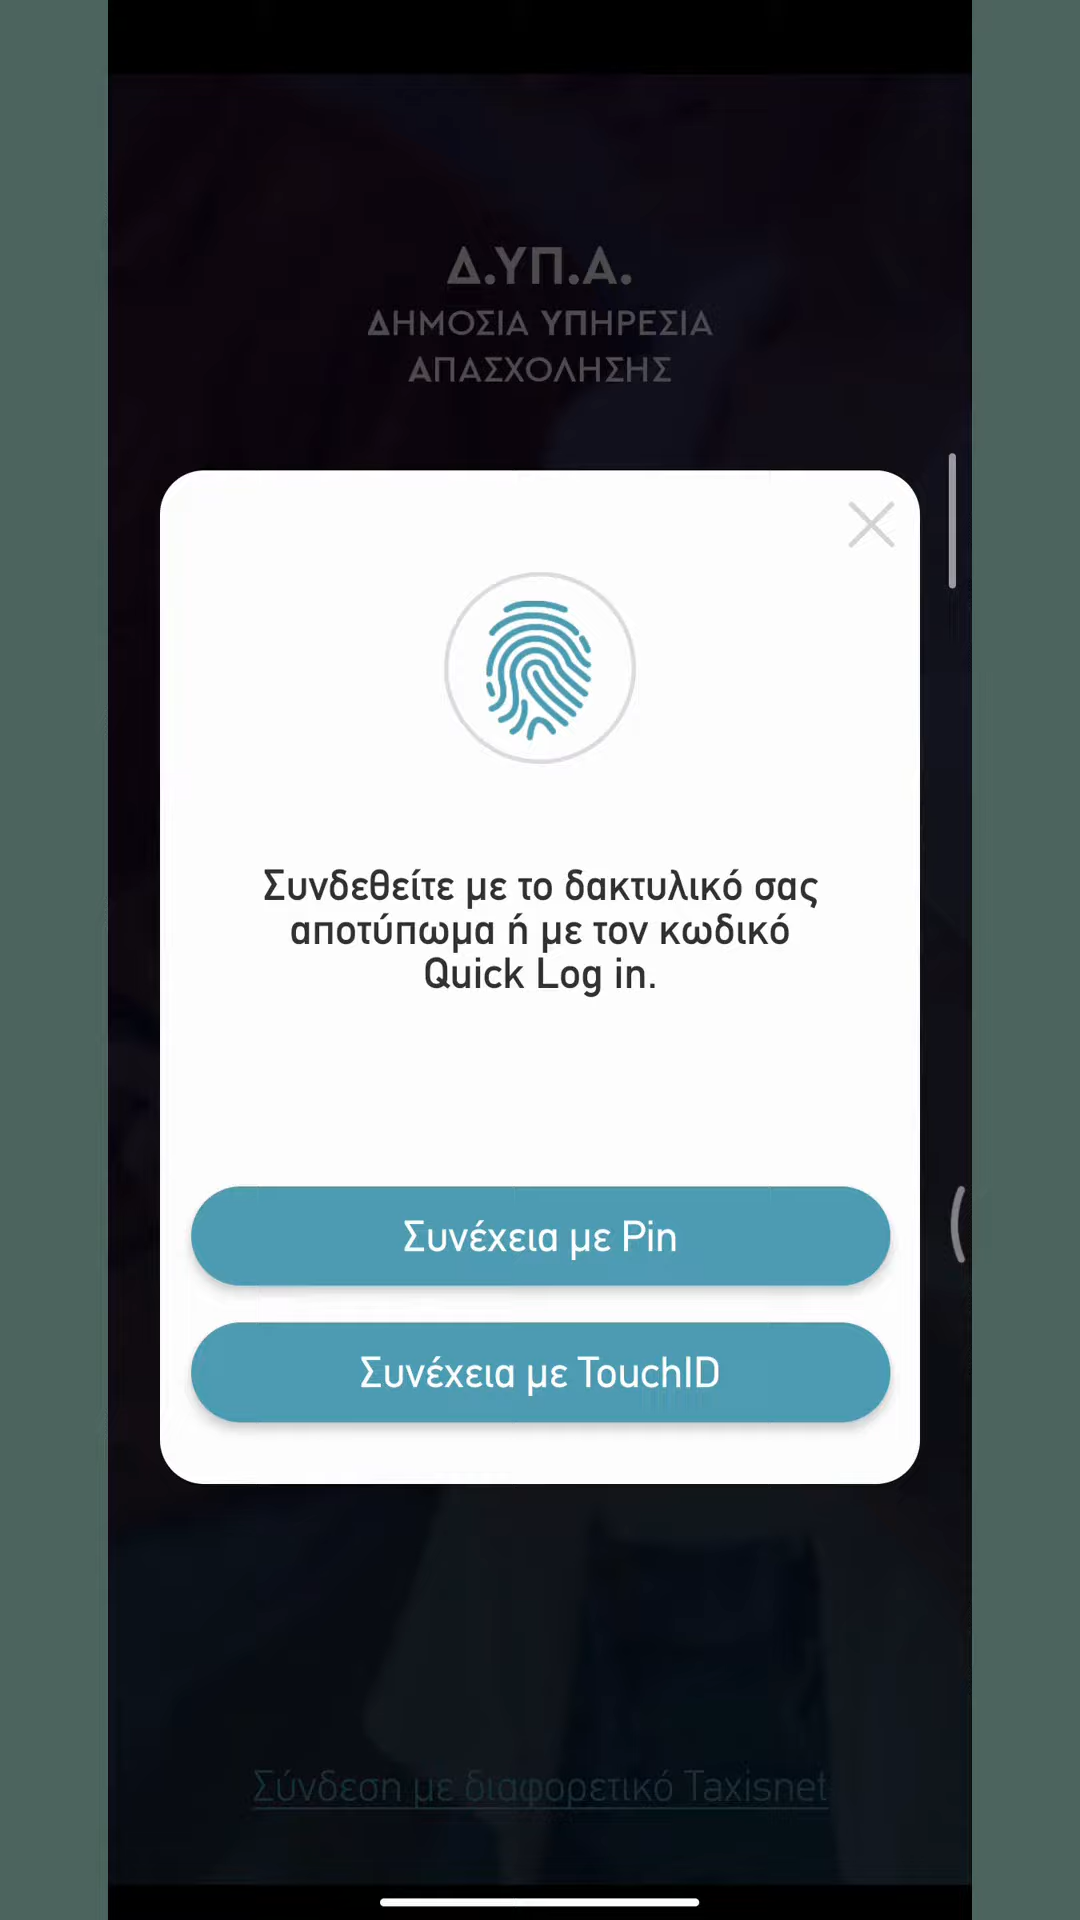 Δ.ΥΠ.Α.
ΔΗΜΟΣΙΑ ΥΠΗΡΕΣΙΑ
ΑΠΑΣΧΟΛΗΣΗΣ
Συνδεθείτε με το δακτυλικό σας
αποτύπωμα ή με τον κωδικό
Quick Log in.
Συνέχεια με Pin
Συνέχεια με TouchID
Σύνδεση με διαφορετικό Taxisnet